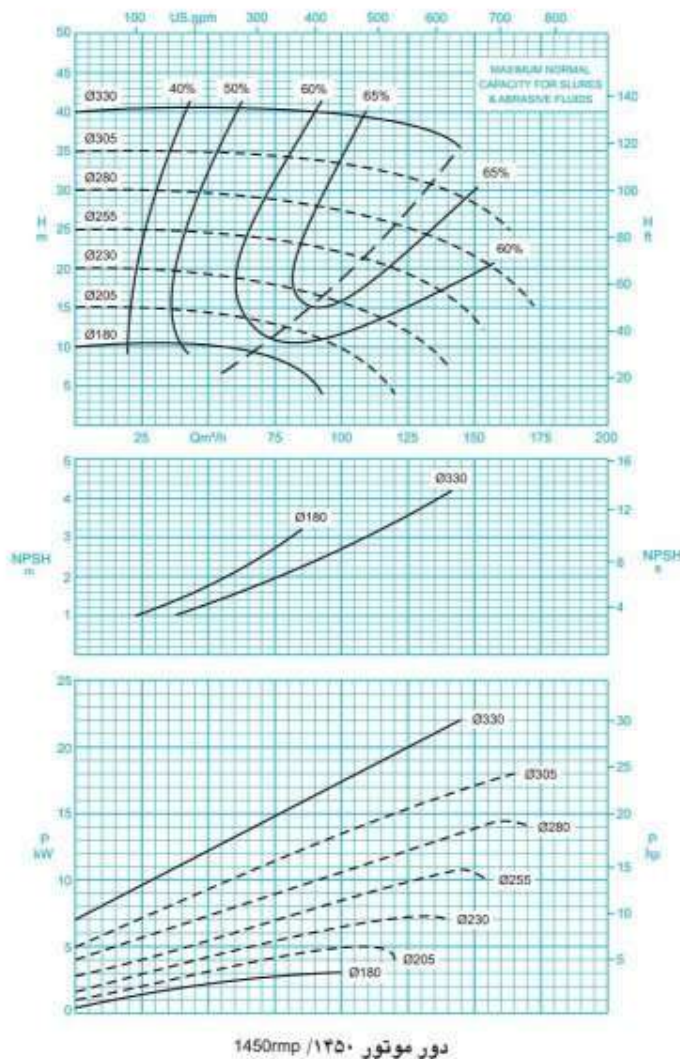 100 US.gpm 300 400 500 600 700 800
50
45
40
35
30
25
20
15
10
5
H
m
MAXIMUM NORMAL
CAPACITY FOR SLURES
& ABRASIVE FLUIDS
140
120
100
80
60
40
20
H
ft
Ø330 40% 50% 60% 65%
Ø305
Ø280
Ø255
Ø230
Ø205
Ø180
65%
60%
25 Qm³/h 75 100 125 150 175 200
5
4
3
2
1
NPSH
m
Ø180
Ø330
16
12
8
4
NPSH
ft
25
20
15
10
5
0
P
kW
Ø330
Ø305
Ø280
Ø255
Ø230
Ø205
Ø180
30
25
20
15
10
5
P
hp
دور موتور ۱۴۵۰/ 1450rmp